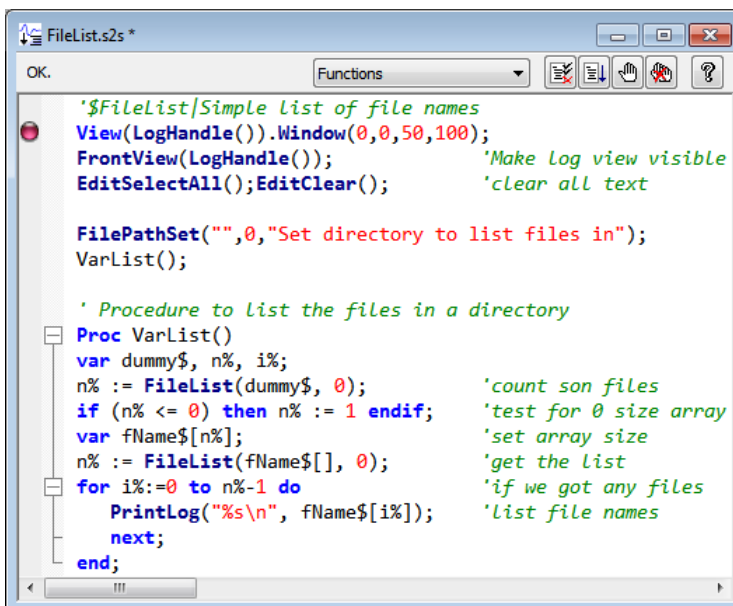 FileList.s2s *
OK. Functions
'$FileList|Simple list of file names
View(LogHandle()).Window(0,0,50,100);
FrontView(LogHandle()); 'Make log view visible
EditSelectAll();EditClear(); 'clear all text
FilePathSet("",0,"Set directory to list files in");
VarList();
' Procedure to list the files in a directory
Proc VarList()
var dummy$, n%, i%;
n% := FileList(dummy$, 0); 'count son files
if (n% <= 0) then n% := 1 endif; 'test for 0 size array
var fName$[n%]; 'set array size
n% := FileList(fName$[], 0); 'get the list
for i%:=0 to n%-1 do 'if we got any files
PrintLog("%s\n", fName$[i%]); 'list file names
next;
end;